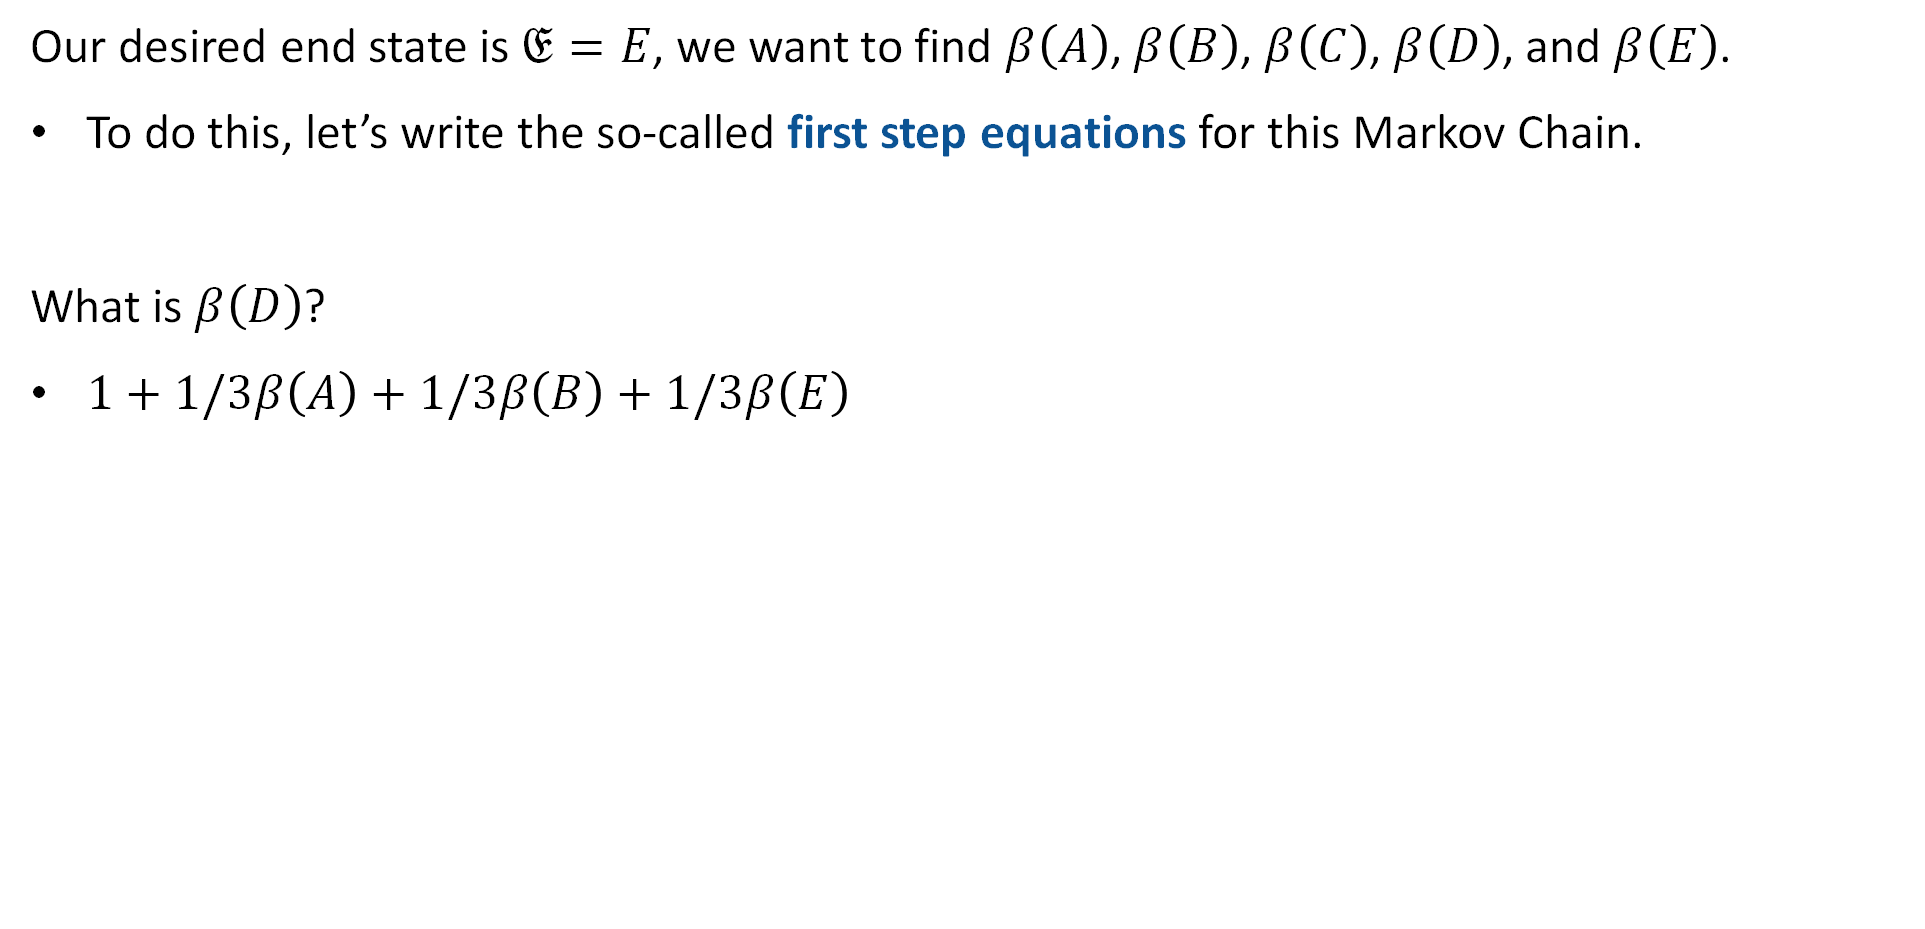 Our desired end state is 𝕰 = E, we want to find β(A), β(B), β(C), β(D), and β(E).
• To do this, let’s write the so-called first step equations for this Markov Chain.
What is β(D)?
• 1 + 1/3β(A) + 1/3β(B) + 1/3β(E)